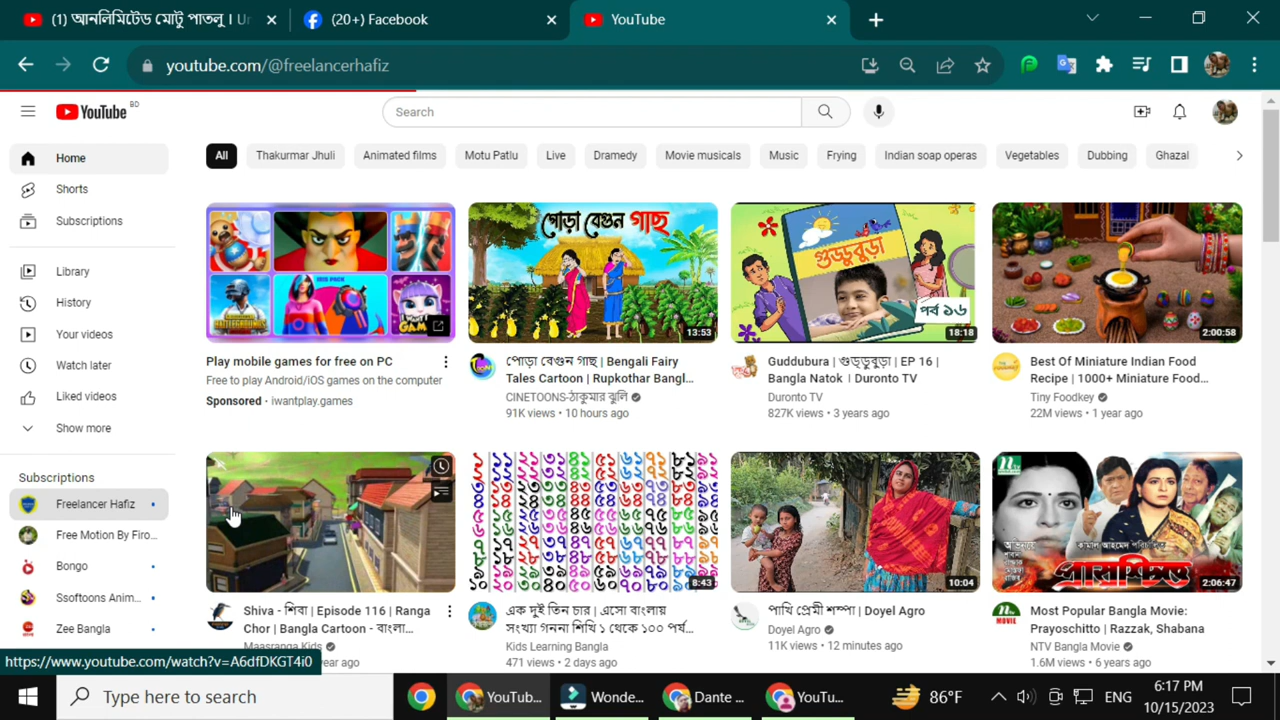 (1) আনলিমিটেড মোটু পাতলু । Un
(20+) Facebook
YouTube
youtube.com/@freelancerhafiz
YouTube BD
Search
Home
Shorts
Subscriptions
Library
History
Your videos
Watch later
Liked videos
Show more
Subscriptions
Freelancer Hafiz
Free Motion By Firo...
Bongo
Ssoftoons Anim...
Zee Bangla
All
Thakurmar Jhuli
Animated films
Motu Patlu
Live
Dramedy
Movie musicals
Music
Frying
Indian soap operas
Vegetables
Dubbing
Ghazal
Play mobile games for free on PC
Free to play Android/iOS games on the computer
Sponsored • iwantplay.games
পোড়া বেগুন গাছ
13:53
পোড়া বেগুন গাছ | Bengali Fairy
Tales Cartoon | Rupkothar Bangl...
CINETOONS-ঠাকুমার ঝুলি
91K views • 10 hours ago
গুড্ডুবুড়া
পর্ব ১৬
18:18
Guddubura | গুড্ডুবুড়া | EP 16 |
Bangla Natok । Duronto TV
Duronto TV
827K views • 3 years ago
2:00:58
Best Of Miniature Indian Food
Recipe | 1000+ Miniature Food...
Tiny Foodkey
22M views • 1 year ago
Shiva - শিবা | Episode 116 | Ranga
Chor | Bangla Cartoon - বাংলা...
Maasranga Kids
year ago
8:43
এক দুই তিন চার | এসো বাংলায়
সংখ্যা গননা শিখি ১ থেকে ১০০ পর্য...
Kids Learning Bangla
471 views • 2 days ago
10:04
পাখি প্রেমী শম্পা | Doyel Agro
Doyel Agro
11K views • 12 minutes ago
কামাল আহমেদ পরিচালিত
প্রায়শ্চিত্ত
2:06:47
Most Popular Bangla Movie:
Prayoschitto | Razzak, Shabana
NTV Bangla Movie
1.6M views • 6 years ago
https://www.youtube.com/watch?v=A6dfDKGT4i0
Type here to search
YouTub...
Wonde...
Dante ...
YouTu...
86°F
ENG
6:17 PM
10/15/2023